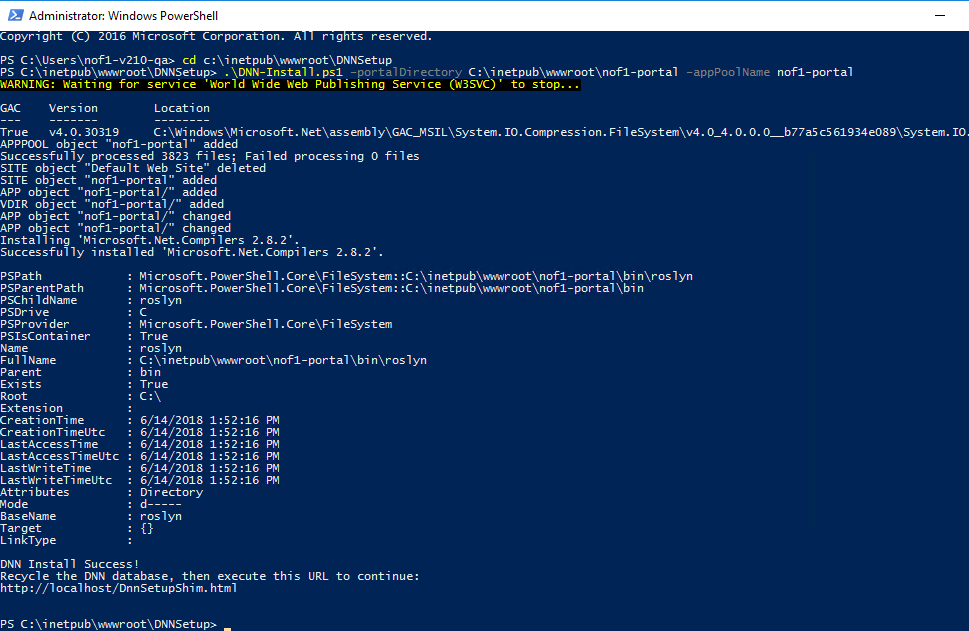 Administrator: Windows PowerShell
Copyright (C) 2016 Microsoft Corporation. All rights reserved.
PS C:\Users\nof1-v210-qa> cd c:\inetpub\wwwroot\DNNSetup
PS C:\inetpub\wwwroot\DNNSetup> .\DNN-Install.ps1 -portalDirectory C:\inetpub\wwwroot\nof1-portal -appPoolName nof1-portal
WARNING: Waiting for service 'World Wide Web Publishing Service (W3SVC)' to stop...
GAC    Version        Location
---    -------        --------
True   v4.0.30319     C:\Windows\Microsoft.Net\assembly\GAC_MSIL\System.IO.Compression.FileSystem\v4.0_4.0.0.0__b77a5c561934e089\System.IO.
APPPOOL object "nof1-portal" added
Successfully processed 3823 files; Failed processing 0 files
SITE object "Default Web Site" deleted
SITE object "nof1-portal" added
APP object "nof1-portal/" added
VDIR object "nof1-portal/" added
APP object "nof1-portal/" changed
APP object "nof1-portal/" changed
Installing 'Microsoft.Net.Compilers 2.8.2'.
Successfully installed 'Microsoft.Net.Compilers 2.8.2'.
PSPath            : Microsoft.PowerShell.Core\FileSystem::C:\inetpub\wwwroot\nof1-portal\bin\roslyn
PSParentPath      : Microsoft.PowerShell.Core\FileSystem::C:\inetpub\wwwroot\nof1-portal\bin
PSChildName       : roslyn
PSDrive           : C
PSProvider        : Microsoft.PowerShell.Core\FileSystem
PSIsContainer     : True
Name              : roslyn
FullName          : C:\inetpub\wwwroot\nof1-portal\bin\roslyn
Parent            : bin
Exists            : True
Root              : C:\
Extension         :
CreationTime      : 6/14/2018 1:52:16 PM
CreationTimeUtc   : 6/14/2018 1:52:16 PM
LastAccessTime    : 6/14/2018 1:52:16 PM
LastAccessTimeUtc : 6/14/2018 1:52:16 PM
LastWriteTime     : 6/14/2018 1:52:16 PM
LastWriteTimeUtc  : 6/14/2018 1:52:16 PM
Attributes        : Directory
Mode              : d-----
BaseName          : roslyn
Target            : {}
LinkType          :
DNN Install Success!
Recycle the DNN database, then execute this URL to continue:
http://localhost/DnnSetupShim.html
PS C:\inetpub\wwwroot\DNNSetup>